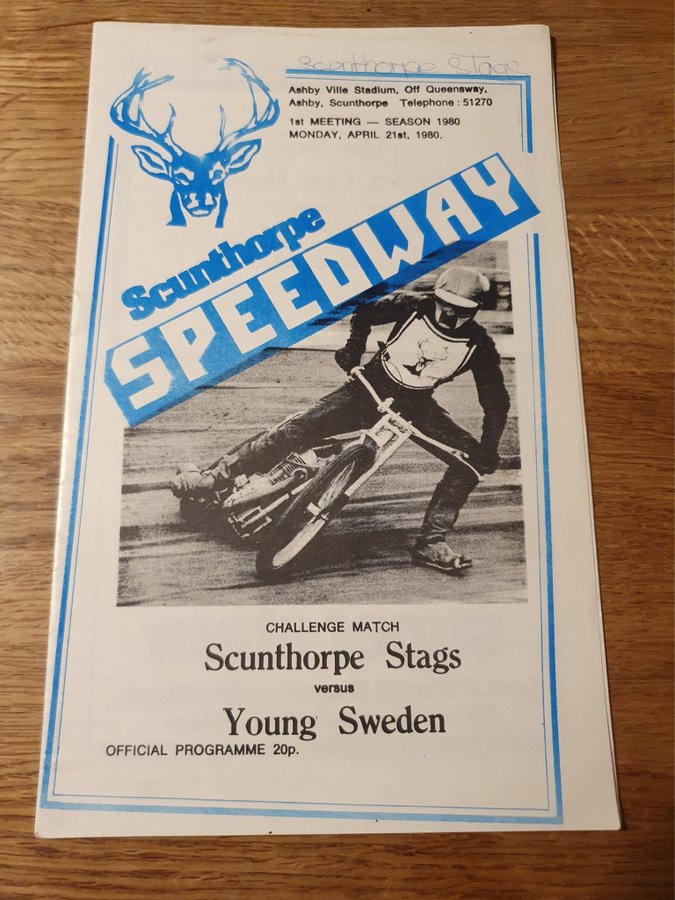 Scunthorpe Stags
Ashby Ville Stadium, Off Queensway,
Ashby, Scunthorpe Telephone : 51270
1st MEETING — SEASON 1980
MONDAY, APRIL 21st, 1980.
Scunthorpe
SPEEDWAY
CHALLENGE MATCH
Scunthorpe Stags
versus
Young Sweden
OFFICIAL PROGRAMME 20p.